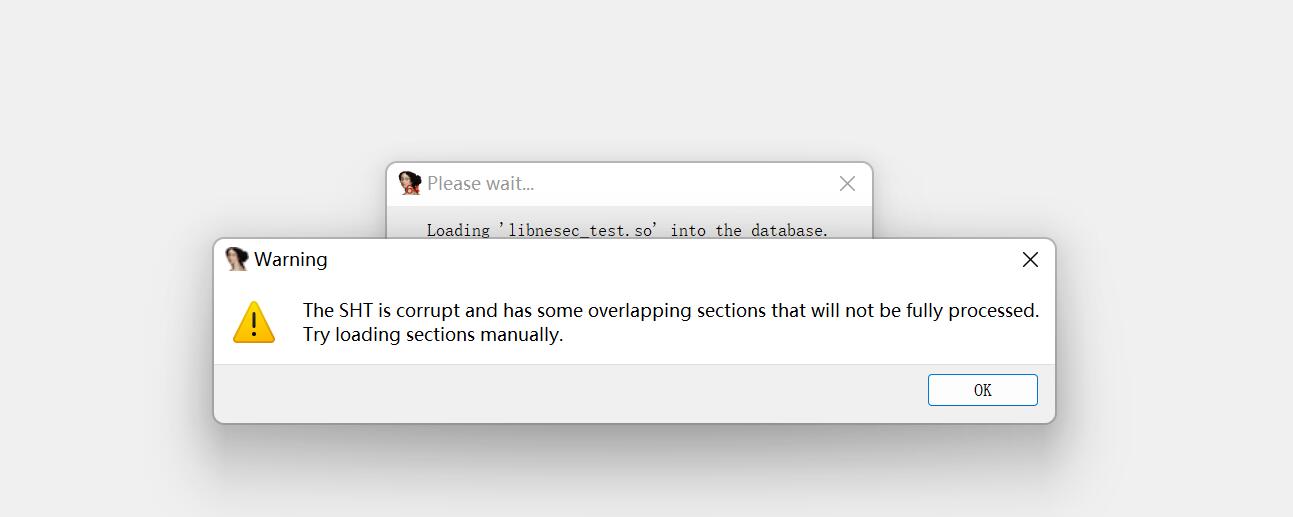 Please wait...
Loading 'libnesec_test.so' into the database.
Warning
The SHT is corrupt and has some overlapping sections that will not be fully processed.
Try loading sections manually.
OK